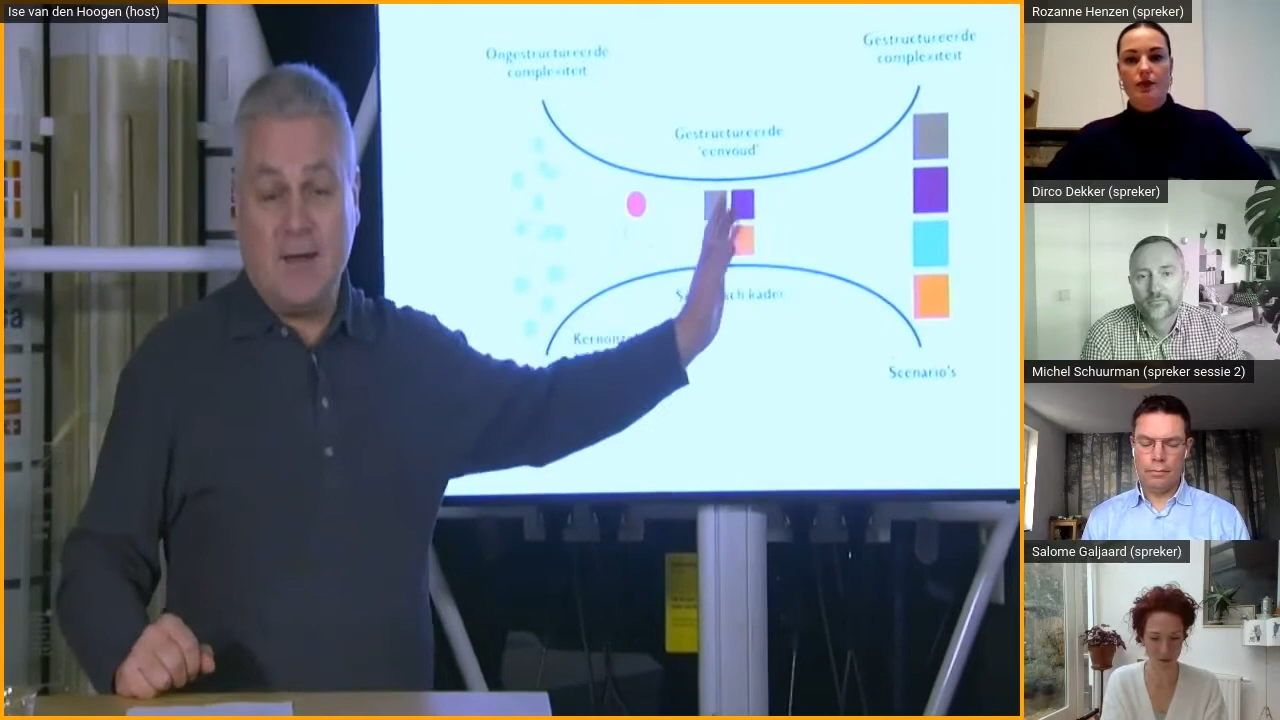 Ise van den Hoogen (host)
Ongestructureerde
complexiteit
Gestructureerde
complexiteit
Gestructureerde
'eenvoud'
kader
Scenario's
Rozanne Henzen (spreker)
Dirco Dekker (spreker)
Michel Schuurman (spreker sessie 2)
Salome Galjaard (spreker)